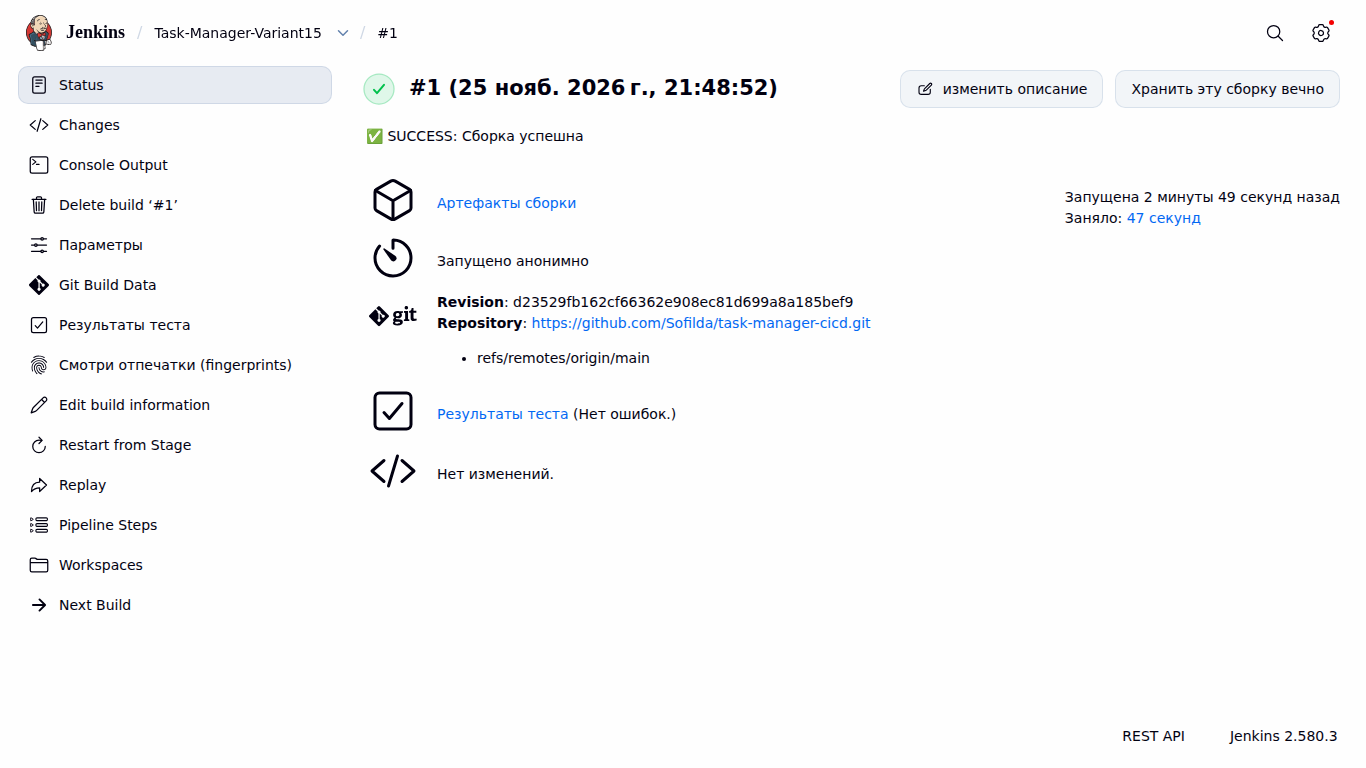 Jenkins / Task-Manager-Variant15 / #1
Status
Changes
Console Output
Delete build ‘#1’
Параметры
Git Build Data
Результаты теста
Смотри отпечатки (fingerprints)
Edit build information
Restart from Stage
Replay
Pipeline Steps
Workspaces
Next Build
#1 (25 нояб. 2026 г., 21:48:52)
изменить описание
Хранить эту сборку вечно
✅ SUCCESS: Сборка успешна
Артефакты сборки
Запущена 2 минуты 49 секунд назад
Заняло: 47 секунд
Запущено анонимно
git
Revision: d23529fb162cf66362e908ec81d699a8a185bef9
Repository: https://github.com/Sofilda/task-manager-cicd.git
• refs/remotes/origin/main
Результаты теста (Нет ошибок.)
Нет изменений.
REST API
Jenkins 2.580.3